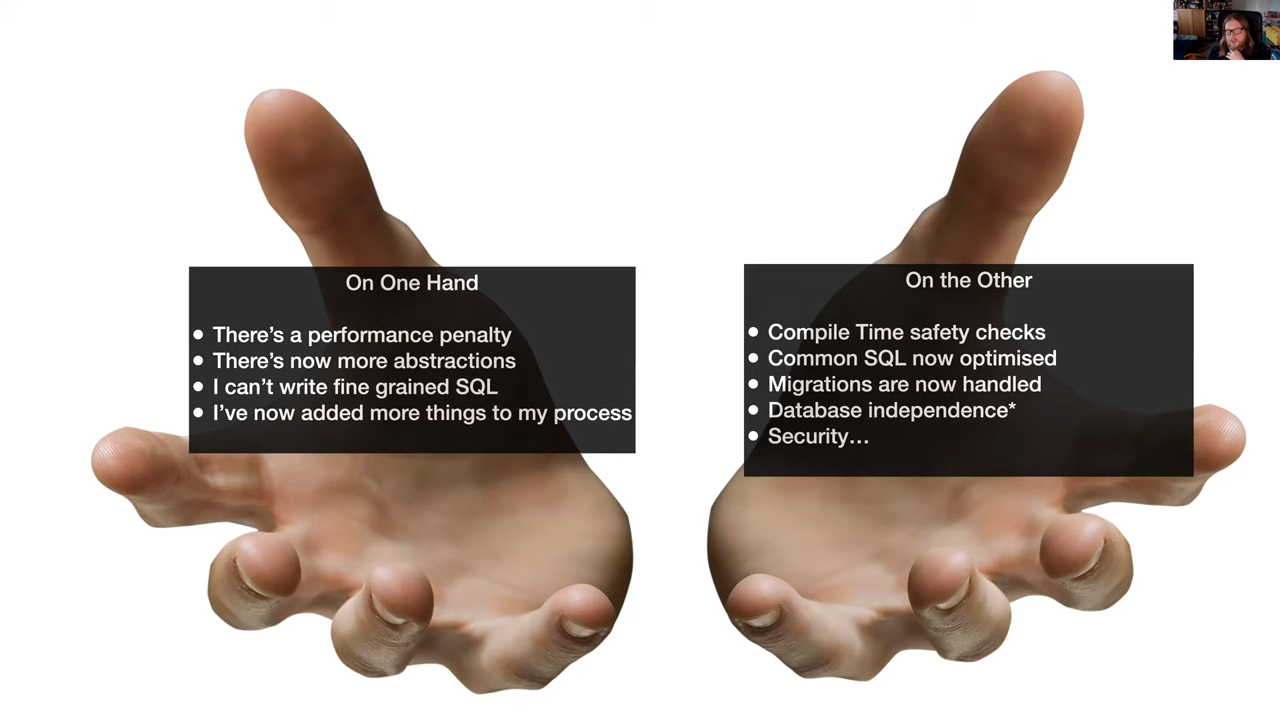 On One Hand
• There’s a performance penalty
• There’s now more abstractions
• I can’t write fine grained SQL
• I’ve now added more things to my process
On the Other
• Compile Time safety checks
• Common SQL now optimised
• Migrations are now handled
• Database independence*
• Security…